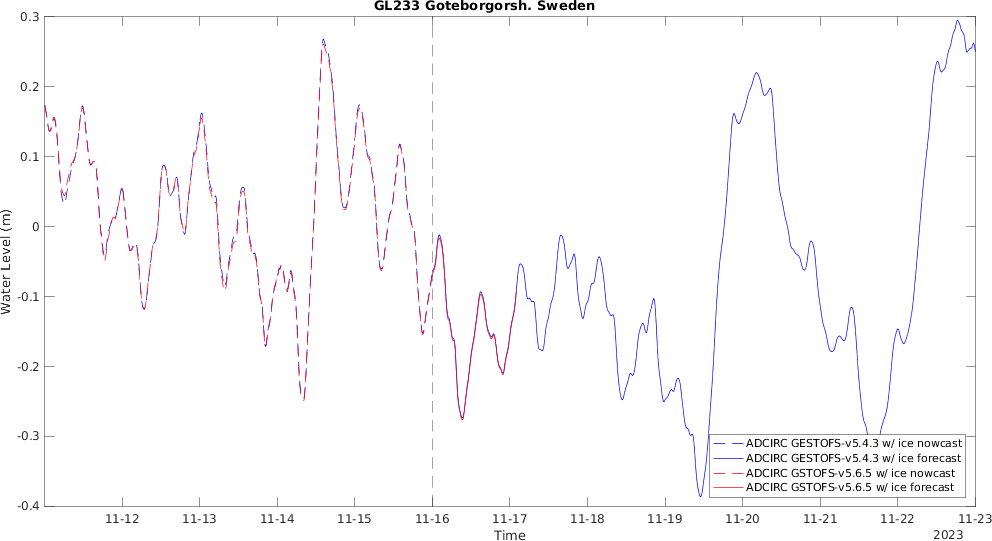 GL233 Goteborgorsh. Sweden
Water Level (m)
0.3
0.2
0.1
0
-0.1
-0.2
-0.3
-0.4
ADCIRC GESTOFS-v5.4.3 w/ ice nowcast
ADCIRC GESTOFS-v5.4.3 w/ ice forecast
ADCIRC GSTOFS-v5.6.5 w/ ice nowcast
ADCIRC GSTOFS-v5.6.5 w/ ice forecast
11-12 11-13 11-14 11-15 11-16 11-17 11-18 11-19 11-20 11-21 11-22 11-23
Time
2023